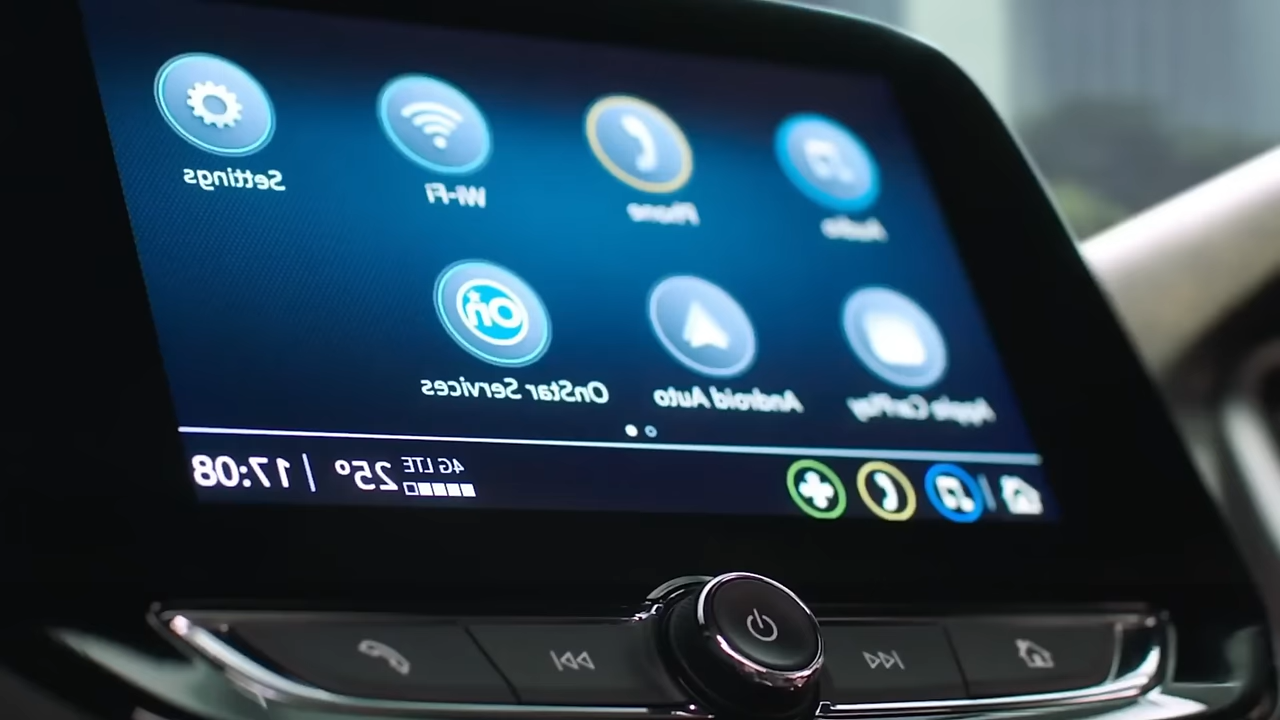 Audio Phone Wi-Fi Settings
Apple CarPlay Android Auto OnStar Services
On
4G LTE
25° 17:08